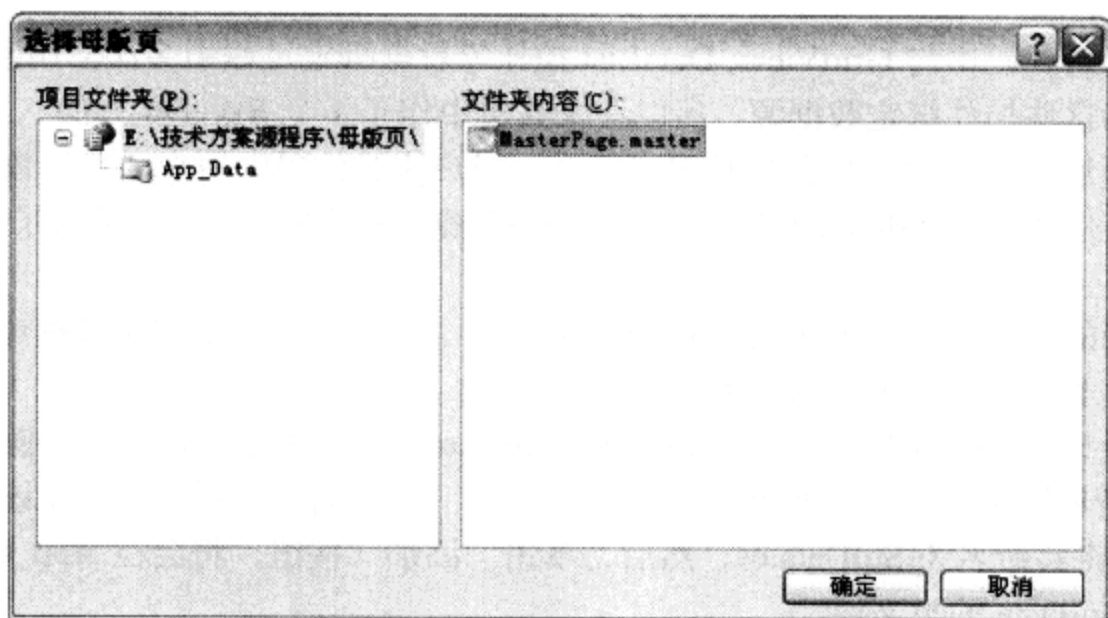 选择母版页
项目文件夹(P):
文件夹内容(C):
E:\技术方案源程序\母版页\
App_Data
MasterPage.master
确定
取消